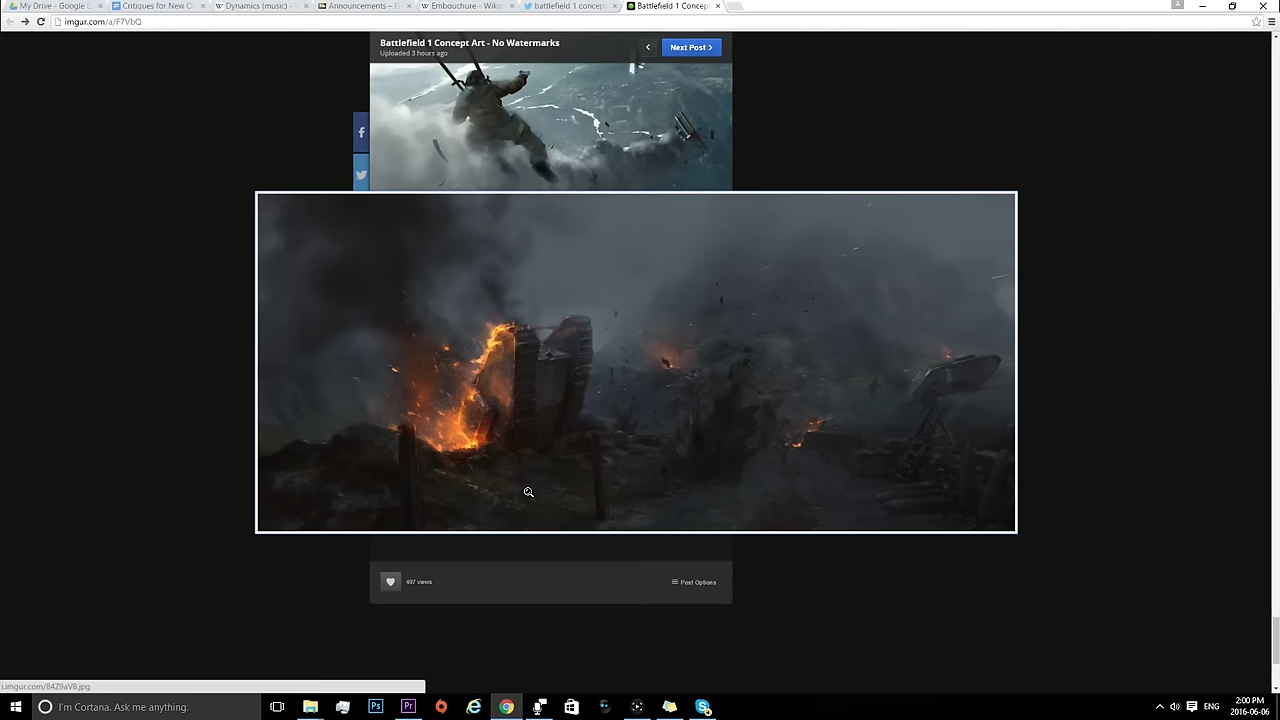 My Drive - Google D
Critiques for New G
Dynamics (music) -
Announcements – G
Embouchure – Wikip
battlefield 1 concept
Battlefield 1 Concep
imgur.com/a/F7VbQ
Battlefield 1 Concept Art - No Watermarks
Uploaded 3 hours ago
Next Post
497 views
Post Options
i.imgur.com/84Z9aVB.jpg
I'm Cortana. Ask me anything.
ENG
2:00 PM
2016-06-06